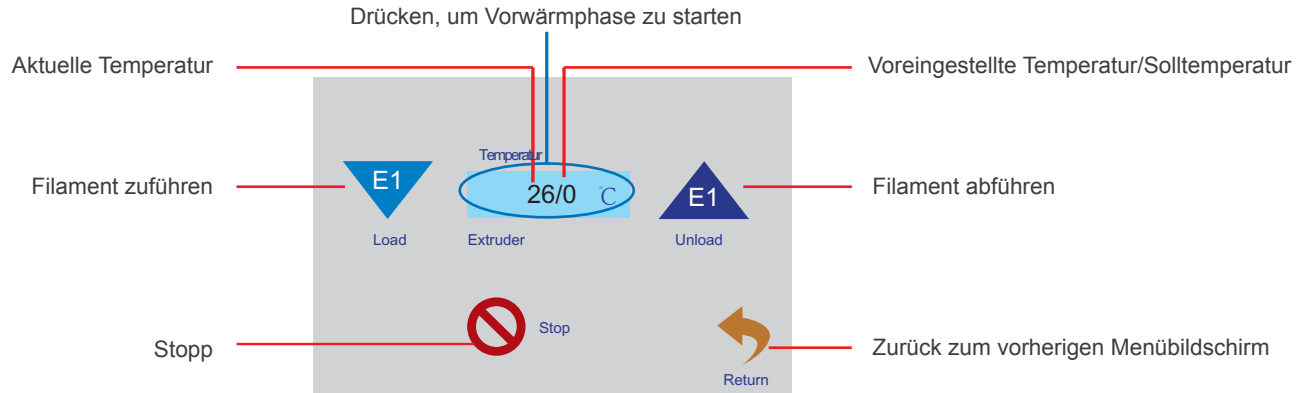 Drücken, um Vorwärmphase zu starten
Aktuelle Temperatur
Voreingestellte Temperatur/Solltemperatur
Temperatur
Filament zuführen
E1
26/0 °C
E1
Filament abführen
Load
Extruder
Unload
Stopp
Stop
Zurück zum vorherigen Menübildschirm
Return